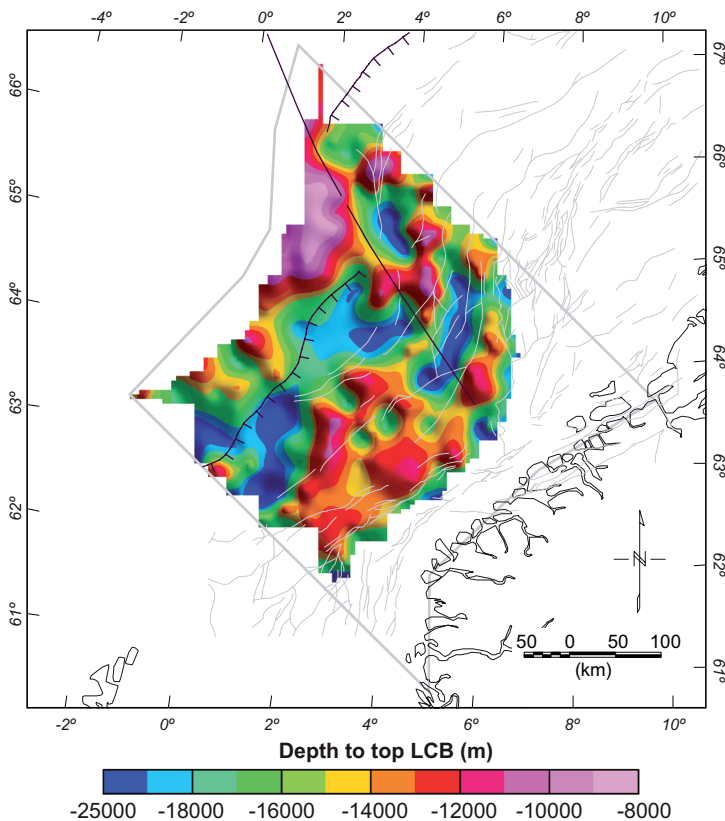 -4º 0º 2º 4º 6º 8º 10º
67º
66º
66º
65º
65º
64º
64º
63º
63º
62º
62º
61º
61º
N
50 0 50 100
(km)
-2º 0º 2º 4º 6º 8º 10º
Depth to top LCB (m)
-25000 -18000 -16000 -14000 -12000 -10000 -8000